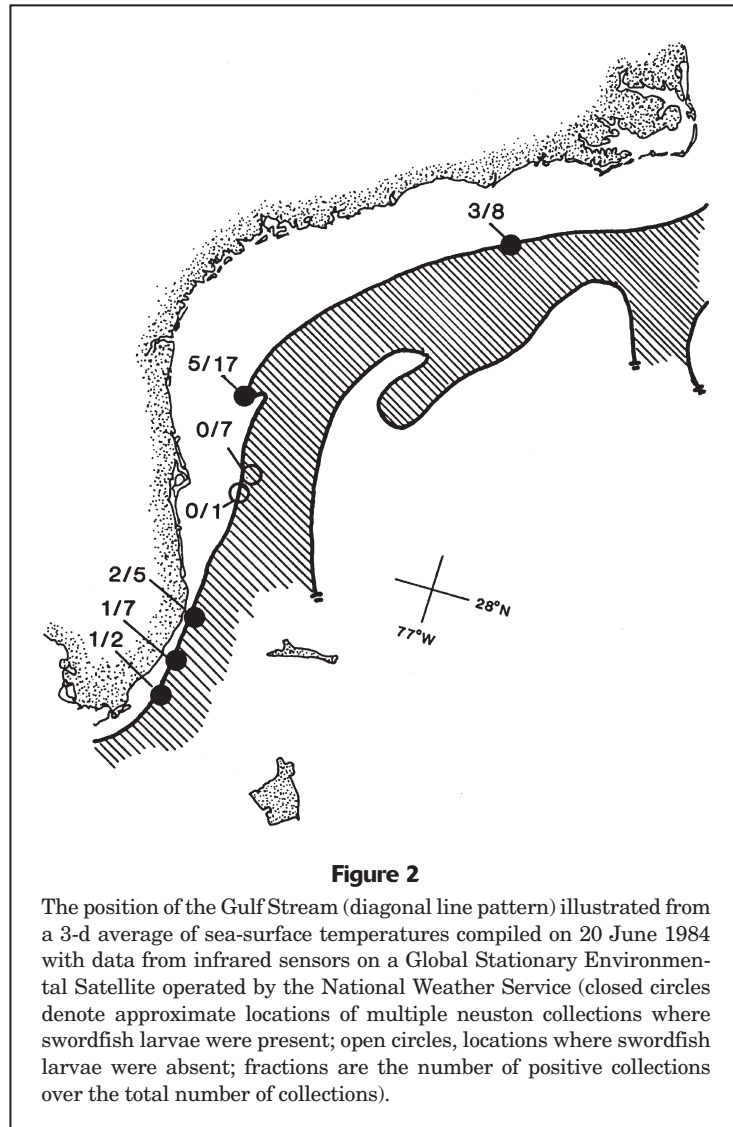 3/8
5/17
0/7
0/1
2/5
1/7
1/2
28°N
77°W
Figure 2
The position of the Gulf Stream (diagonal line pattern) illustrated from
a 3-d average of sea-surface temperatures compiled on 20 June 1984
with data from infrared sensors on a Global Stationary Environmen-
tal Satellite operated by the National Weather Service (closed circles
denote approximate locations of multiple neuston collections where
swordfish larvae were present; open circles, locations where swordfish
larvae were absent; fractions are the number of positive collections
over the total number of collections).